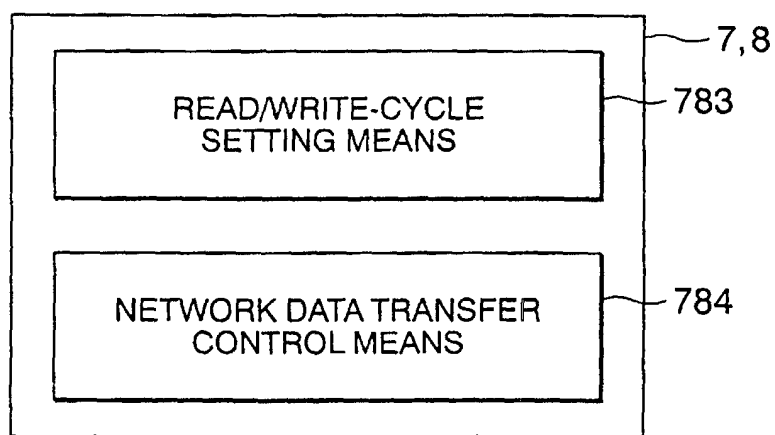 7,8
READ/WRITE-CYCLE
SETTING MEANS
783
NETWORK DATA TRANSFER
CONTROL MEANS
784